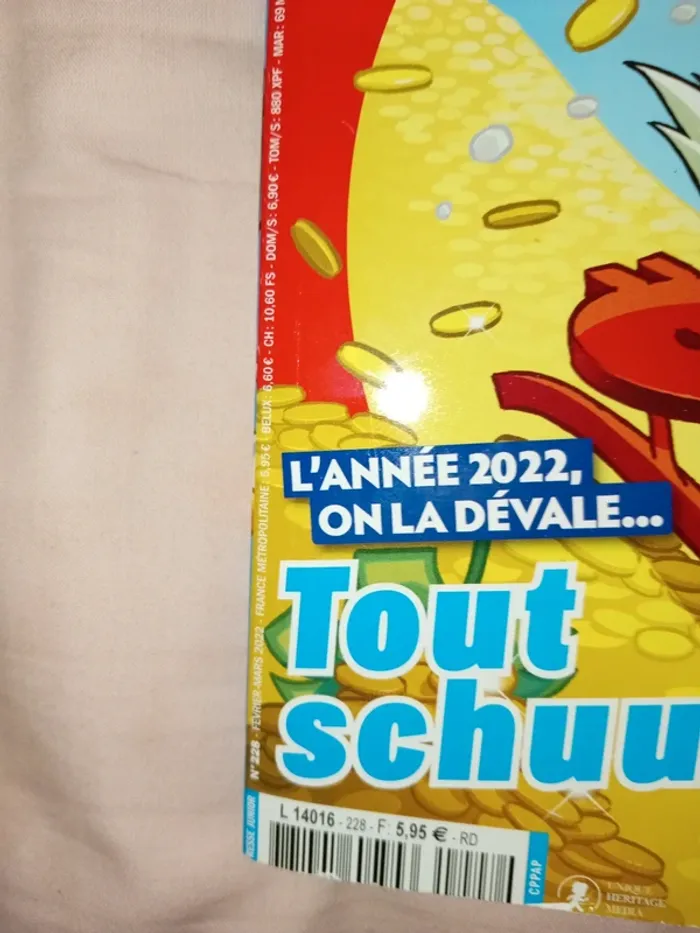 L'ANNÉE 2022,
ON LA DÉVALE...
Tout
schuu
N° 228 - FÉVRIER-MARS 2022 - FRANCE MÉTROPOLITAINE : 5,95 € - BELUX : 6,60 € - CH : 10,60 FS - DOM/S : 6,90 € - TOM/S : 880 XPF - MAR : 69
JUNIOR
L 14016 - 228 - F: 5,95 € - RD
CPPAP
UNIQUE
HERITAGE
MEDIA